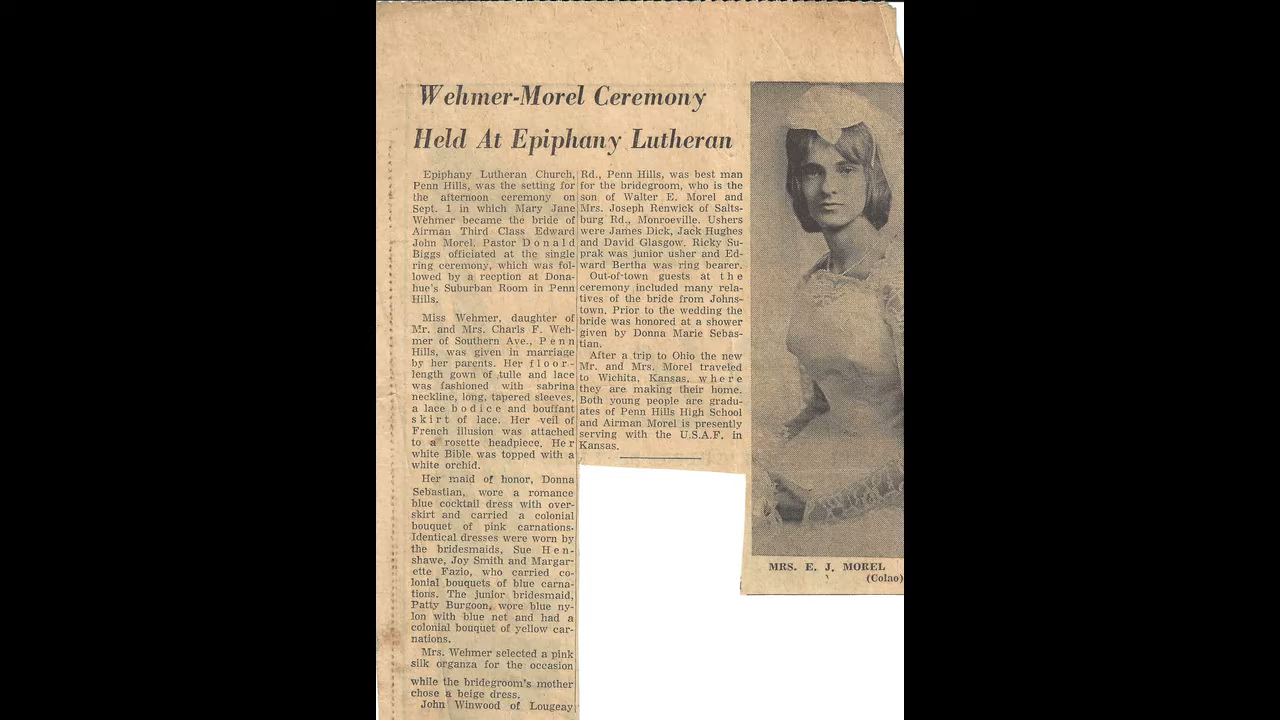 Wehmer-Morel Ceremony
Held At Epiphany Lutheran
Epiphany Lutheran Church,
Penn Hills, was the setting for
the afternoon ceremony on
Sept. 1 in which Mary Jane
Wehmer became the bride of
Airman Third Class Edward
John Morel. Pastor Donald
Biggs officiated at the single
ring ceremony, which was fol-
lowed by a reception at Dona-
hue's Suburban Room in Penn
Hills.
Miss Wehmer, daughter of
Mr. and Mrs. Charls F. Weh-
mer of Southern Ave., Penn
Hills, was given in marriage
by her parents. Her floor-
length gown of tulle and lace
was fashioned with sabrina
neckline, long, tapered sleeves,
a lace bodice and bouffant
skirt of lace. Her veil of
French illusion was attached
to a rosette headpiece. Her
white Bible was topped with a
white orchid.
Her maid of honor, Donna
Sebastian, wore a romance
blue cocktail dress with over-
skirt and carried a colonial
bouquet of pink carnations.
Identical dresses were worn by
the bridesmaids, Sue Hen-
shawe, Joy Smith and Margar-
ette Fazio, who carried co-
lonial bouquets of blue carna-
tions. The junior bridesmaid,
Patty Burgoon, wore blue ny-
lon with blue net and had a
colonial bouquet of yellow car-
nations.
Mrs. Wehmer selected a pink
silk organza for the occasion
while the bridegroom's mother
chose a beige dress.
John Winwood of Lougeay
Rd., Penn Hills, was best man
for the bridegroom, who is the
son of Walter E. Morel and
Mrs. Joseph Renwick of Salts-
burg Rd., Monroeville. Ushers
were James Dick, Jack Hughes
and David Glasgow. Ricky Su-
prak was junior usher and Ed-
ward Bertha was ring bearer.
Out-of-town guests at the
ceremony included many rela-
tives of the bride from Johns-
town. Prior to the wedding the
bride was honored at a shower
given by Donna Marie Sebas-
tian.
After a trip to Ohio the new
Mr. and Mrs. Morel traveled
to Wichita, Kansas, where
they are making their home.
Both young people are gradu-
ates of Penn Hills High School
and Airman Morel is presently
serving with the U.S.A.F. in
Kansas.
MRS. E. J. MOREL
(Colao)